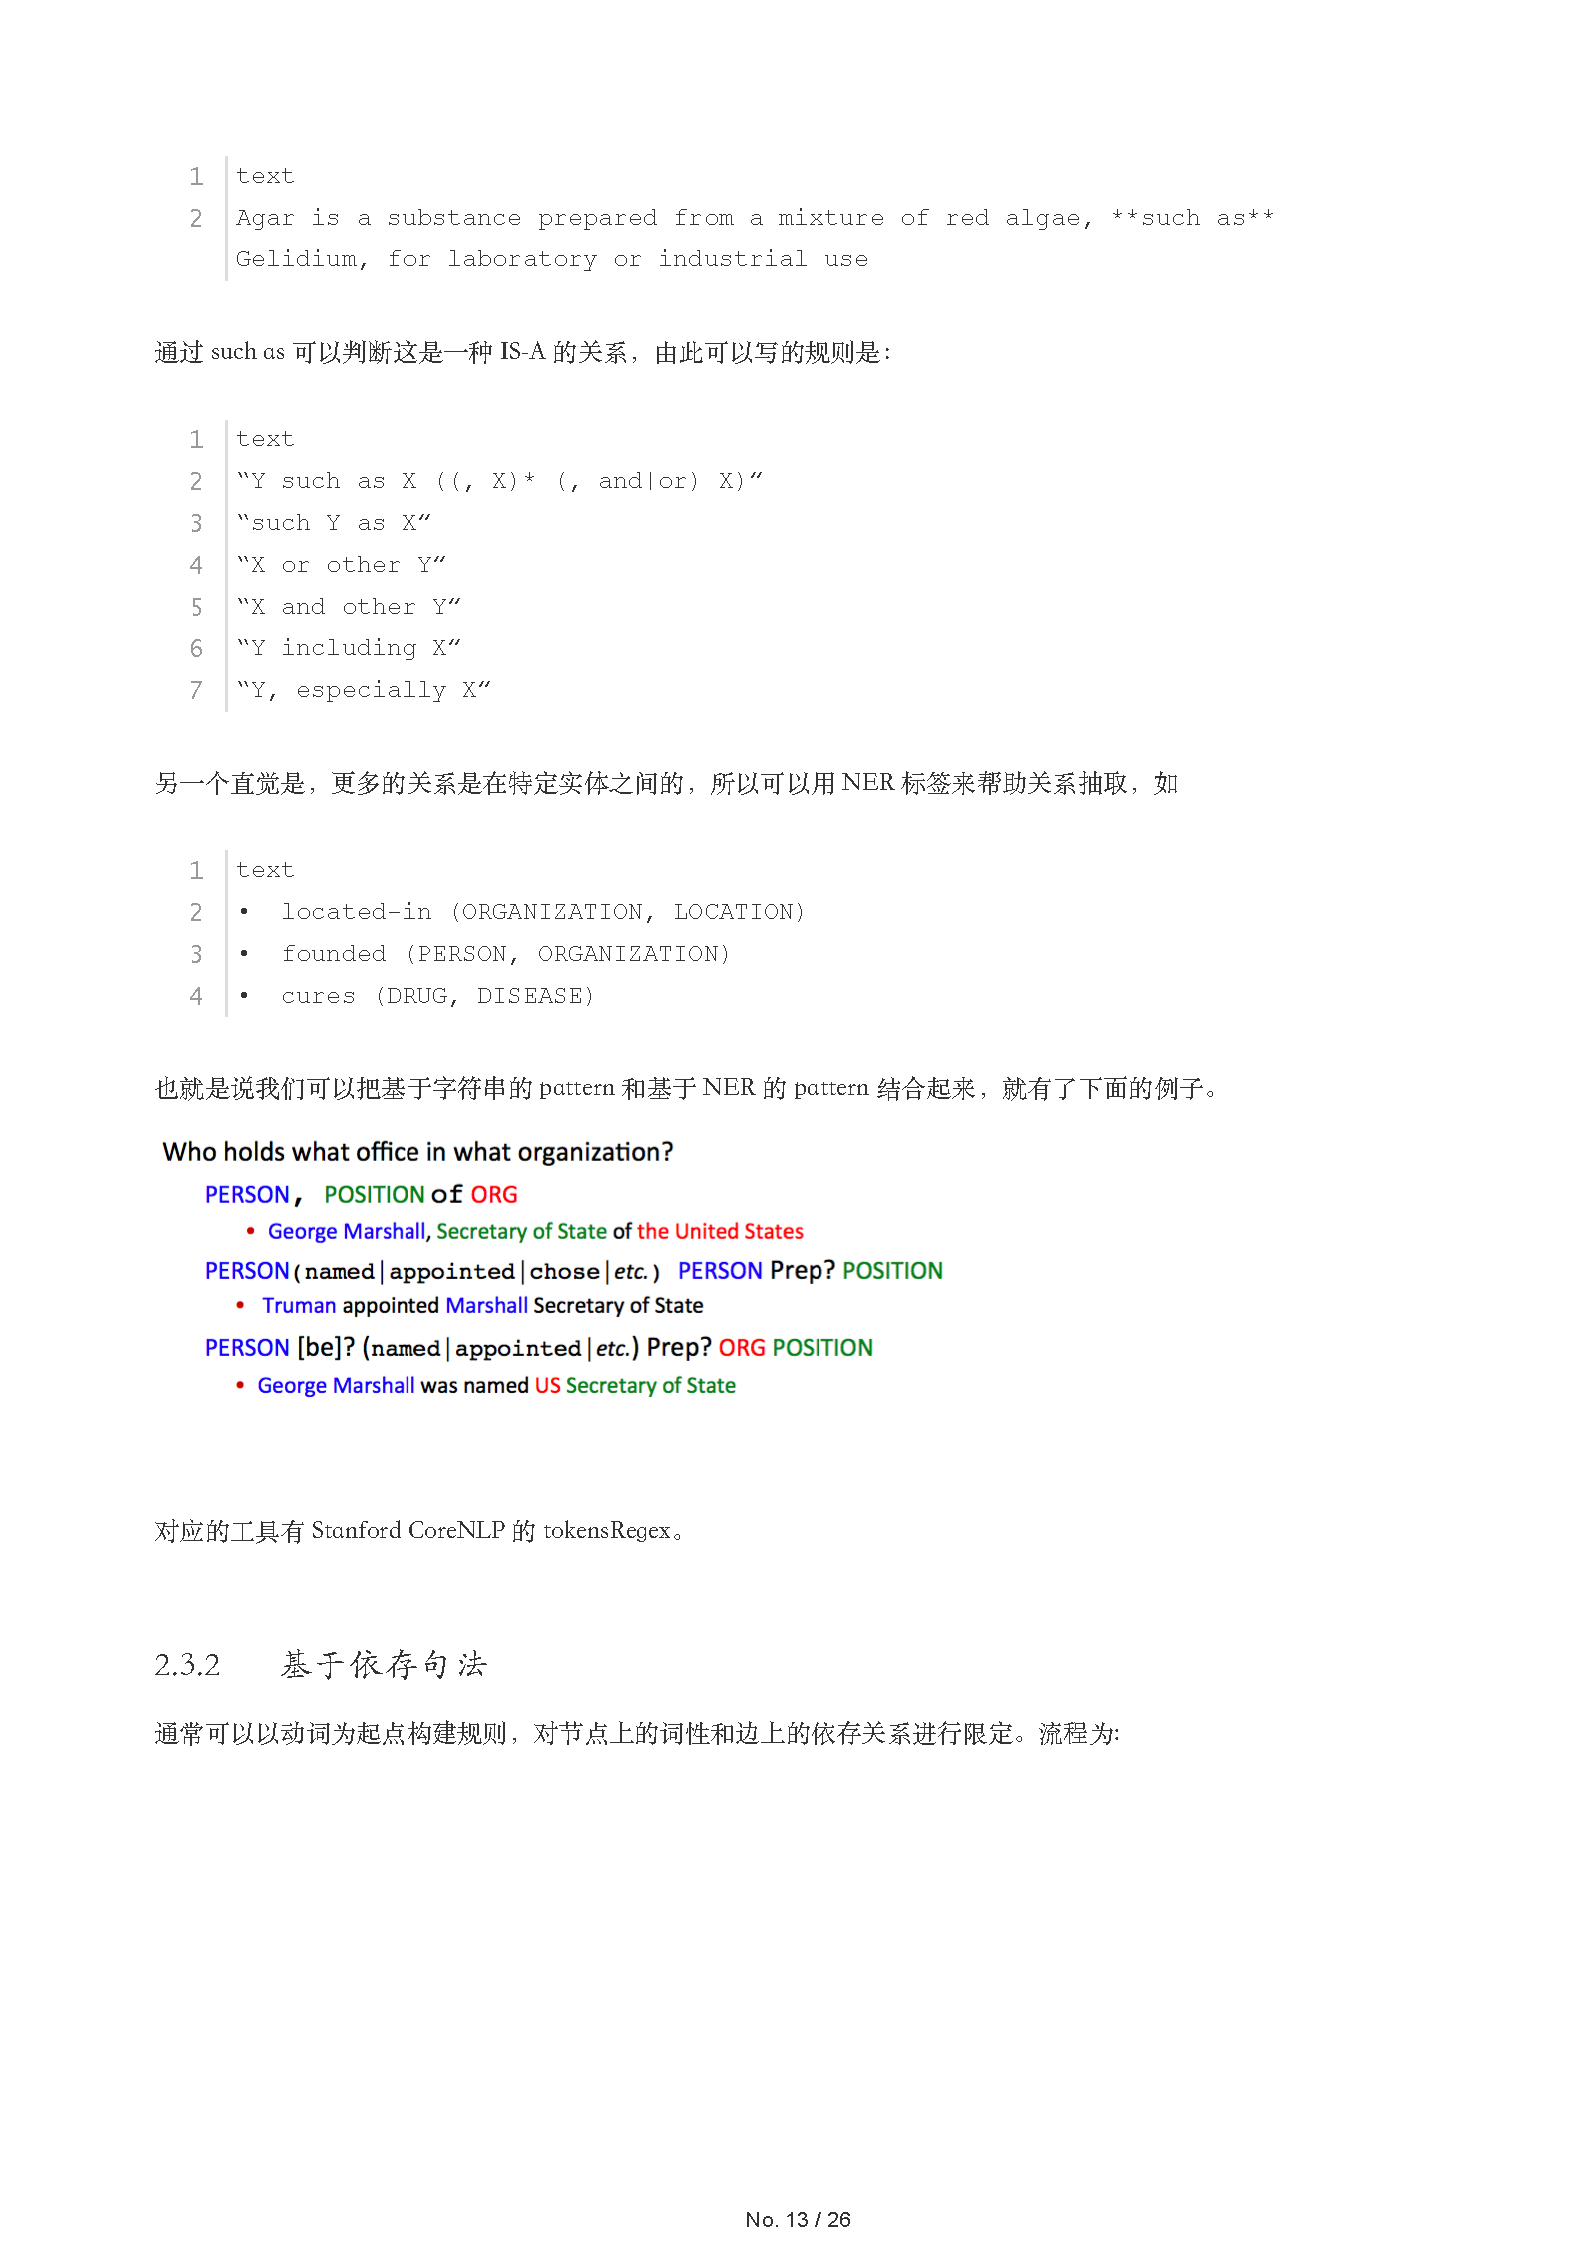 1 text
2 Agar is a substance prepared from a mixture of red algae, **such as**
Gelidium, for laboratory or industrial use
通过 such as 可以判断这是一种 IS-A 的关系，由此可以写的规则是：
1 text
2 “Y such as X ((, X)* (, and|or) X)”
3 “such Y as X”
4 “X or other Y”
5 “X and other Y”
6 “Y including X”
7 “Y, especially X”
另一个直觉是，更多的关系是在特定实体之间的，所以可以用 NER 标签来帮助关系抽取，如
1 text
2 • located-in (ORGANIZATION, LOCATION)
3 • founded (PERSON, ORGANIZATION)
4 • cures (DRUG, DISEASE)
也就是说我们可以把基于字符串的 pattern 和基于 NER 的 pattern 结合起来，就有了下面的例子。
Who holds what office in what organization?
PERSON, POSITION of ORG
• George Marshall, Secretary of State of the United States
PERSON(named|appointed|chose|etc.) PERSON Prep? POSITION
• Truman appointed Marshall Secretary of State
PERSON [be]? (named|appointed|etc.) Prep? ORG POSITION
• George Marshall was named US Secretary of State
对应的工具有 Stanford CoreNLP 的 tokensRegex。
2.3.2 基于依存句法
通常可以以动词为起点构建规则，对节点上的词性和边上的依存关系进行限定。流程为:
No. 13 / 26